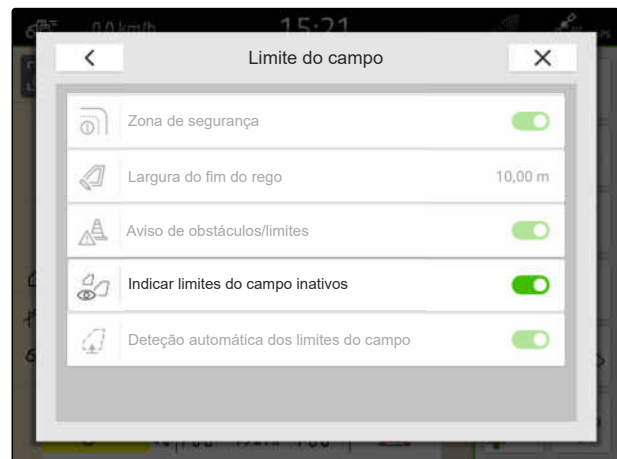 0,0 km/h 15:21
Limite do campo
Zona de segurança
Largura do fim do rego 10,00 m
Aviso de obstáculos/limites
Indicar limites do campo inativos
Deteção automática dos limites do campo